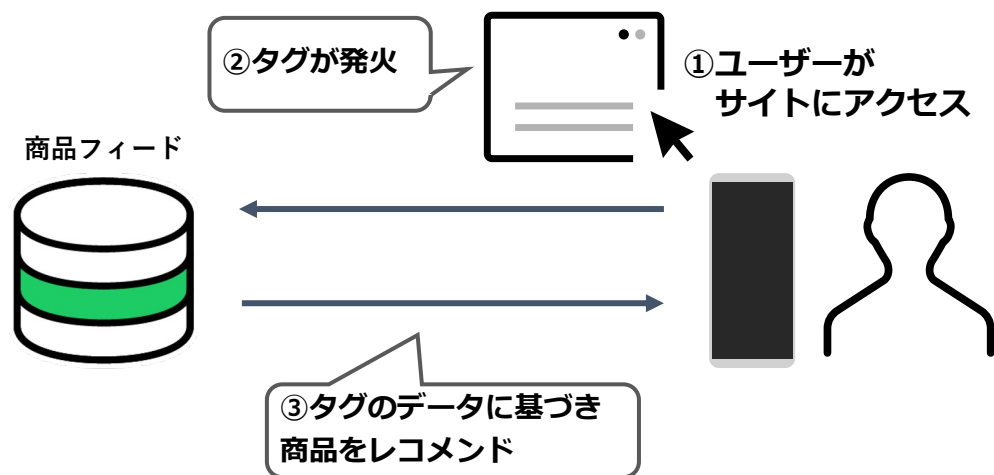 ②タグが発火
①ユーザーが
サイトにアクセス
商品フィード
③タグのデータに基づき
商品をレコメンド